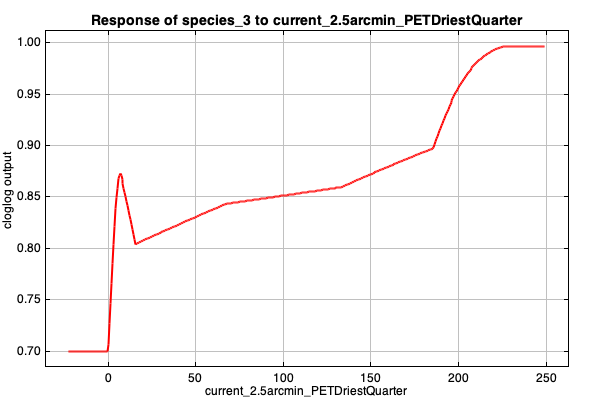 Response of species_3 to current_2.5arcmin_PETDriestQuarter
1.00
0.95
0.90
0.85
0.80
0.75
0.70
cloglog output
0 50 100 150 200 250
current_2.5arcmin_PETDriestQuarter